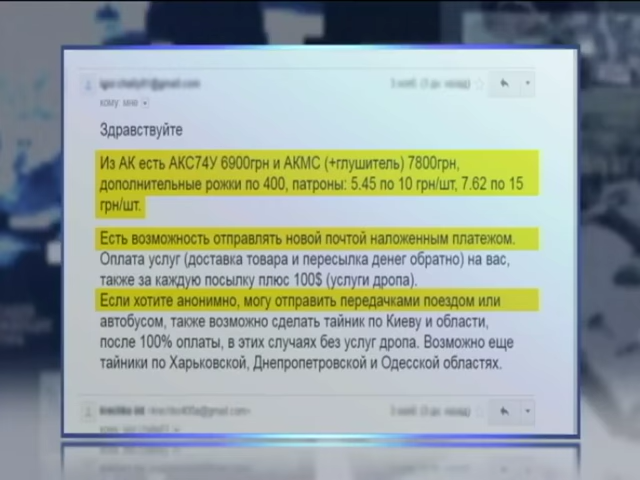 кому: мне
Здравствуйте
Из АК есть АКС74У 6900грн и АКМС (+глушитель) 7800грн,
дополнительные рожки по 400, патроны: 5.45 по 10 грн/шт, 7.62 по 15
грн/шт.
Есть возможность отправлять новой почтой наложенным платежом.
Оплата услуг (доставка товара и пересылка денег обратно) на вас,
также за каждую посылку плюс 100$ (услуги дропа).
Если хотите анонимно, могу отправить передачками поездом или
автобусом, также возможно сделать тайник по Киеву и области,
после 100% оплаты, в этих случаях без услуг дропа. Возможно еще
тайники по Харьковской, Днепропетровской и Одесской областях.